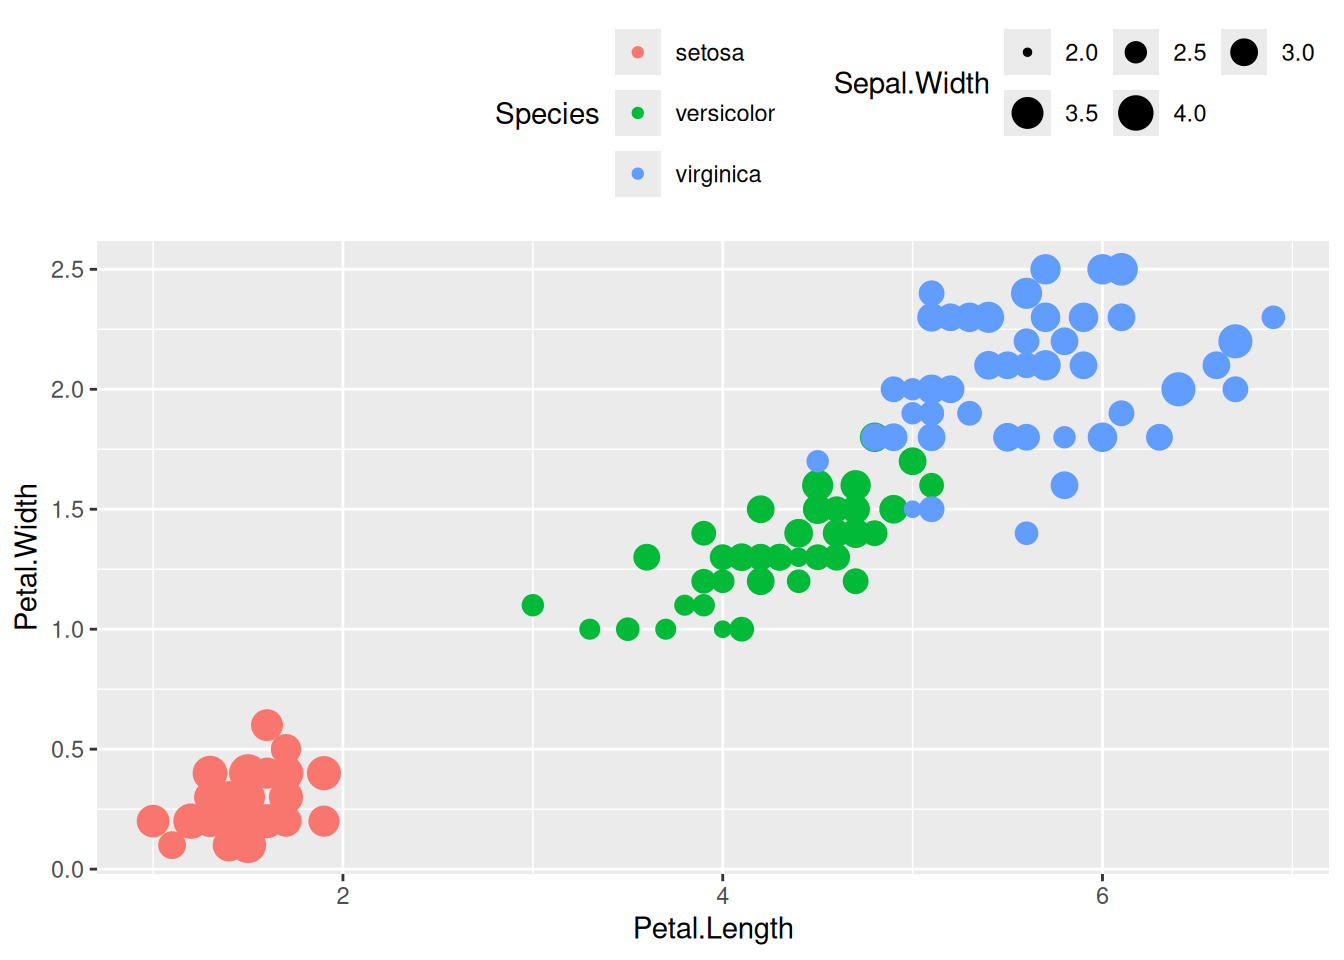 setosa
Species
versicolor
virginica
Sepal.Width
2.0 2.5 3.0
3.5 4.0
Petal.Width
2.5
2.0
1.5
1.0
0.5
0.0
2 4 6
Petal.Length